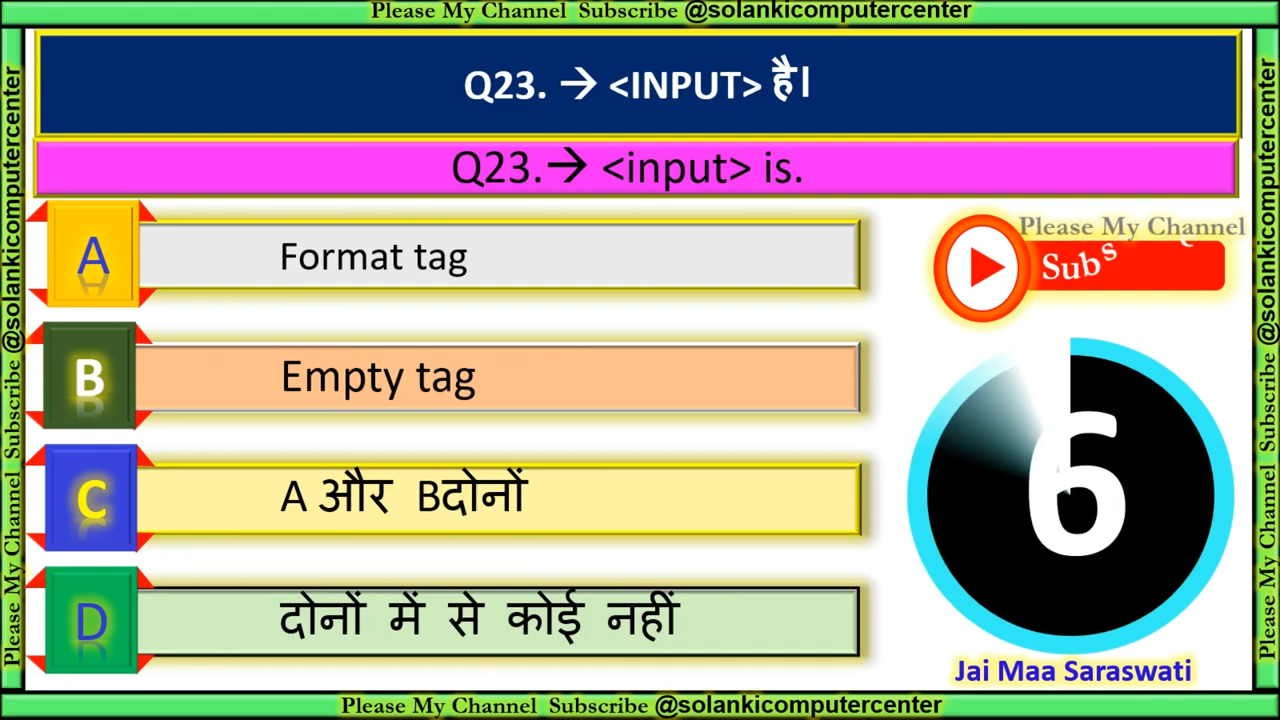 Please My Channel Subscribe @solankicomputercenter
Please My Channel Subscribe @solankicomputercenter
Please My Channel Subscribe @solankicomputercenter
Q23. → <INPUT> है।
Q23.→ <input> is.
A Format tag
B Empty tag
C A और Bदोनों
D दोनों में से कोई नहीं
Please My Channel
Subs
6
Jai Maa Saraswati
Please My Channel Subscribe @solankicomputercenter